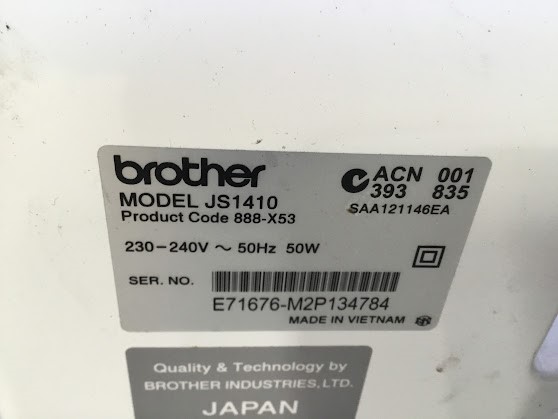 brother
MODEL JS1410
Product Code 888-X53
ACN 001
393 835
SAA121146EA
230-240V ~ 50Hz 50W
SER. NO.
E71676-M2P134784
MADE IN VIETNAM
Quality & Technology by
BROTHER INDUSTRIES, LTD.
JAPAN